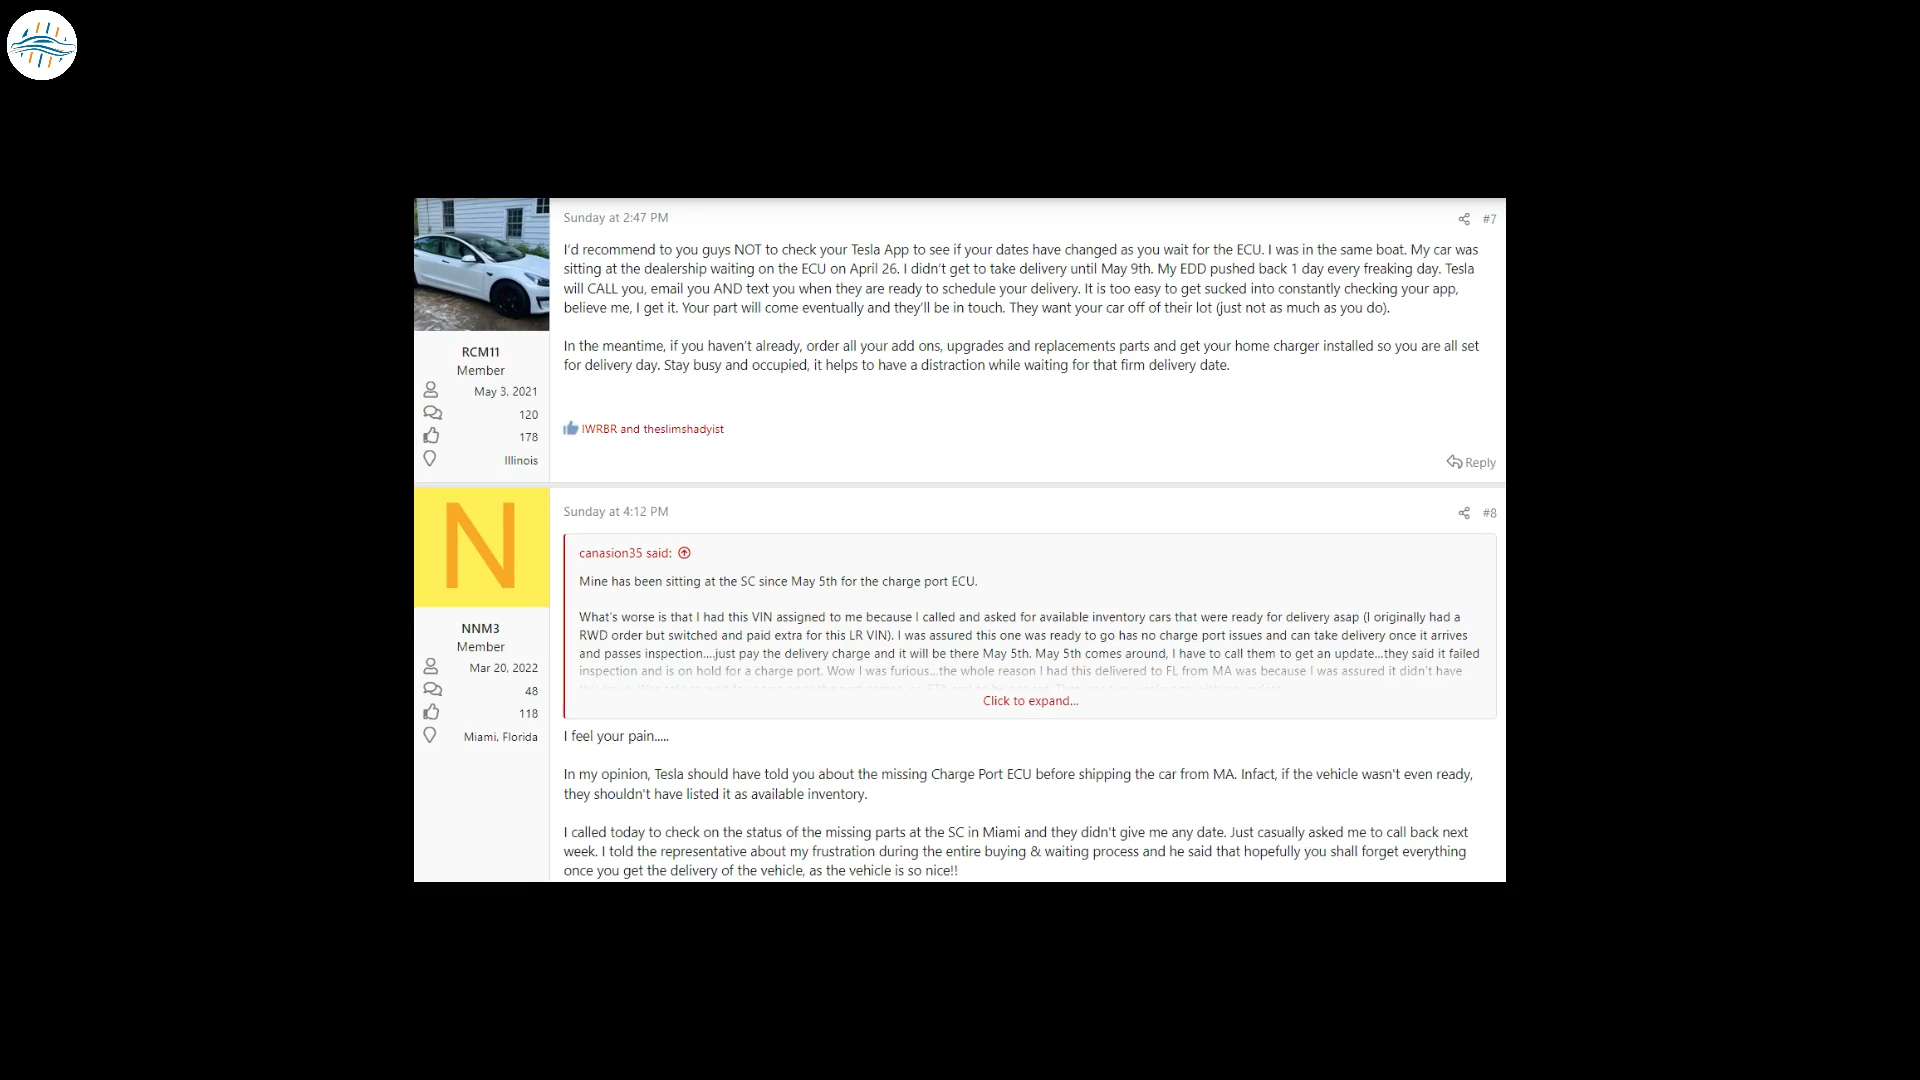 Sunday at 2:47 PM
#7
I'd recommend to you guys NOT to check your Tesla App to see if your dates have changed as you wait for the ECU. I was in the same boat. My car was
sitting at the dealership waiting on the ECU on April 26. I didn't get to take delivery until May 9th. My EDD pushed back 1 day every freaking day. Tesla
will CALL you, email you AND text you when they are ready to schedule your delivery. It is too easy to get sucked into constantly checking your app,
believe me, I get it. Your part will come eventually and they'll be in touch. They want your car off of their lot (just not as much as you do).
In the meantime, if you haven't already, order all your add ons, upgrades and replacements parts and get your home charger installed so you are all set
for delivery day. Stay busy and occupied, it helps to have a distraction while waiting for that firm delivery date.
RCM11
Member
May 3, 2021
120
178
Illinois
IWRBR and theslimshadyist
Reply
N
Sunday at 4:12 PM
#8
canasion35 said:
Mine has been sitting at the SC since May 5th for the charge port ECU.
What's worse is that I had this VIN assigned to me because I called and asked for available inventory cars that were ready for delivery asap (I originally had a
RWD order but switched and paid extra for this LR VIN). I was assured this one was ready to go has no charge port issues and can take delivery once it arrives
and passes inspection....just pay the delivery charge and it will be there May 5th. May 5th comes around, I have to call them to get an update...they said it failed
inspection and is on hold for a charge port. Wow I was furious...the whole reason I had this delivered to FL from MA was because I was assured it didn't have
Click to expand...
NNM3
Member
Mar 20, 2022
48
118
Miami, Florida
I feel your pain.....
In my opinion, Tesla should have told you about the missing Charge Port ECU before shipping the car from MA. Infact, if the vehicle wasn't even ready,
they shouldn't have listed it as available inventory.
I called today to check on the status of the missing parts at the SC in Miami and they didn't give me any date. Just casually asked me to call back next
week. I told the representative about my frustration during the entire buying & waiting process and he said that hopefully you shall forget everything
once you get the delivery of the vehicle, as the vehicle is so nice!!